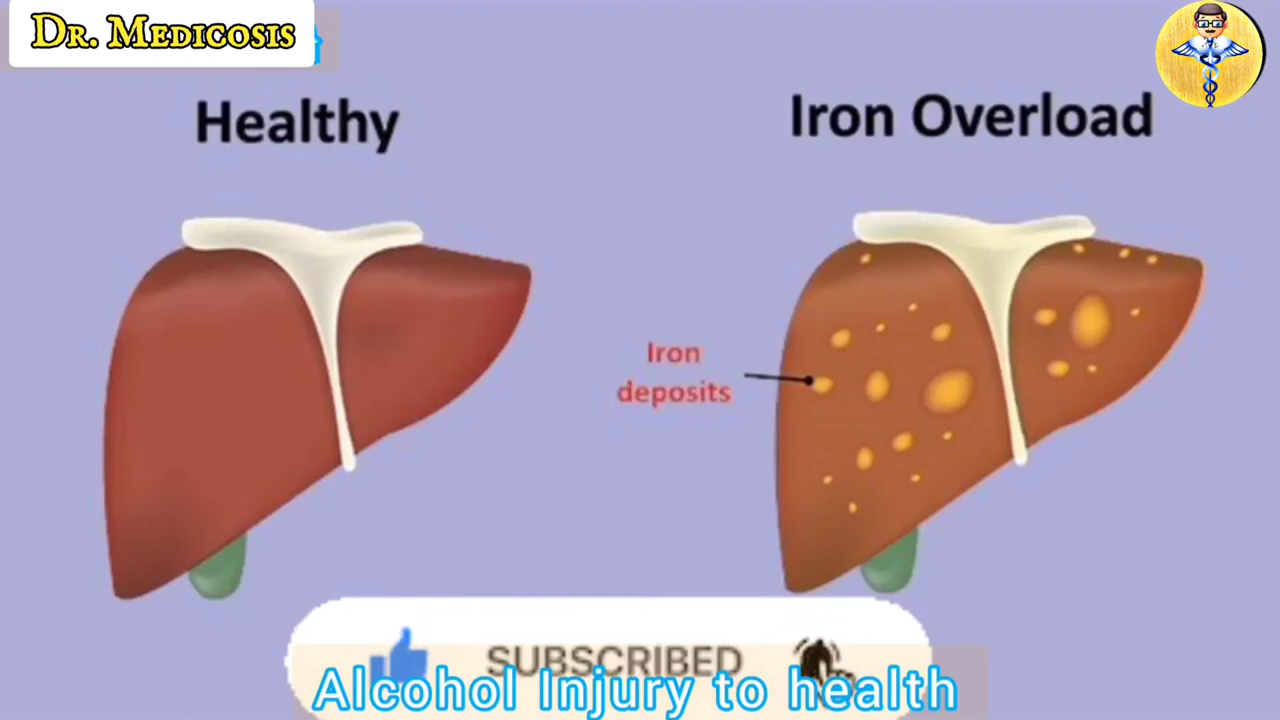 DR. MEDICOSIS
Healthy
Iron Overload
Iron
deposits
SUBSCRIBED
Alcohol Injury to health